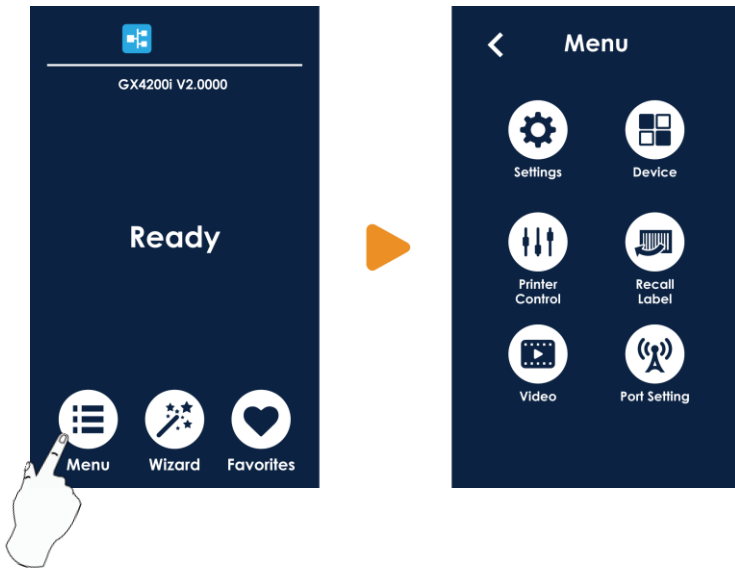 GX4200i V2.0000
Ready
Menu
Wizard
Favorites
Menu
Settings
Device
Printer
Control
Recall
Label
Video
Port Setting